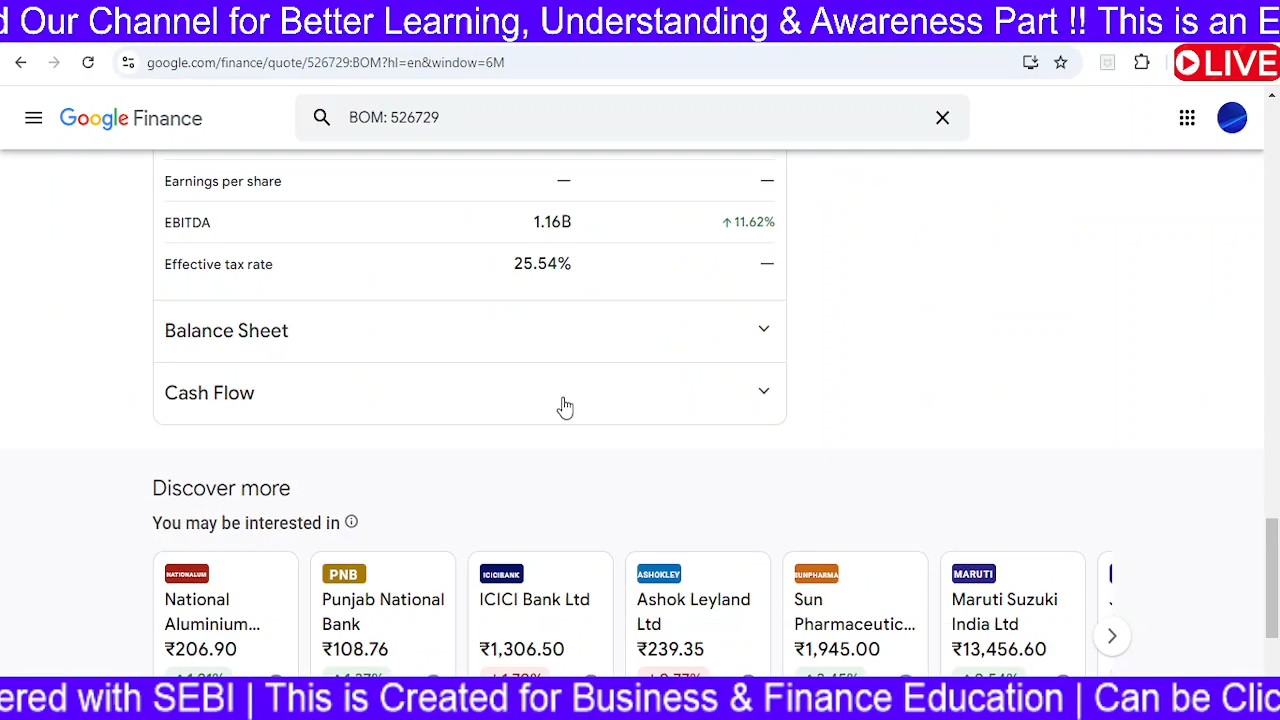 d Our Channel for Better Learning, Understanding & Awareness Part !! This is an E
google.com/finance/quote/526729:BOM?hl=en&window=6M
LIVE
Google Finance
BOM: 526729
Earnings per share — —
EBITDA 1.16B ↑ 11.62%
Effective tax rate 25.54% —
Balance Sheet
Cash Flow
Discover more
You may be interested in
NATIONALUM PNB ICICIBANK ASHOKLEY SUNPHARMA MARUTI
National Punjab National ICICI Bank Ltd Ashok Leyland Sun Maruti Suzuki
Aluminium... Bank Ltd Pharmaceutic... India Ltd
₹206.90 ₹108.76 ₹1,306.50 ₹239.35 ₹1,945.00 ₹13,456.60
ered with SEBI | This is Created for Business & Finance Education | Can be Clic